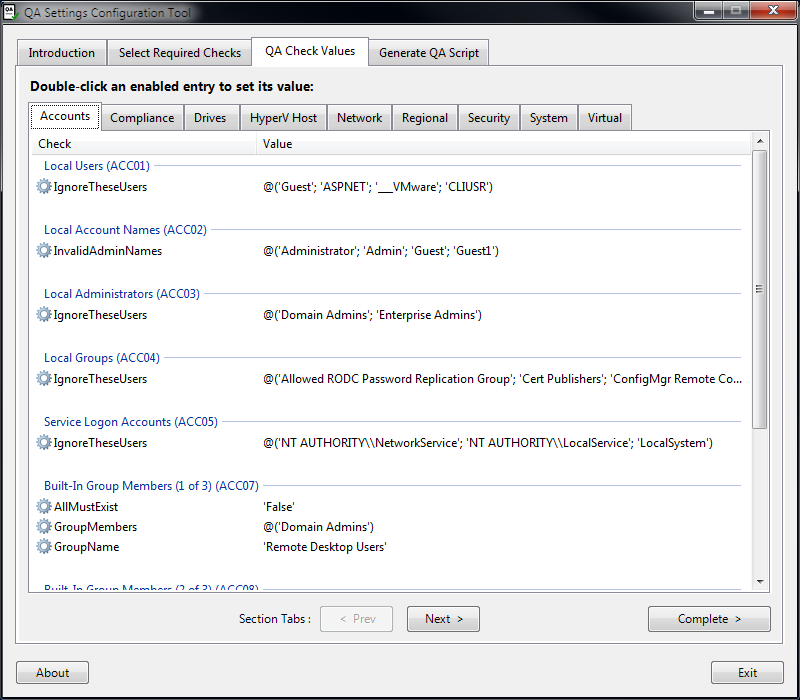 QA Settings Configuration Tool
Introduction Select Required Checks QA Check Values Generate QA Script
Double-click an enabled entry to set its value:
Accounts Compliance Drives HyperV Host Network Regional Security System Virtual
Check Value
Local Users (ACC01)
IgnoreTheseUsers @('Guest'; 'ASPNET'; '___VMware'; 'CLIUSR')
Local Account Names (ACC02)
InvalidAdminNames @('Administrator'; 'Admin'; 'Guest'; 'Guest1')
Local Administrators (ACC03)
IgnoreTheseUsers @('Domain Admins'; 'Enterprise Admins')
Local Groups (ACC04)
IgnoreTheseUsers @('Allowed RODC Password Replication Group'; 'Cert Publishers'; 'ConfigMgr Remote Co...
Service Logon Accounts (ACC05)
IgnoreTheseUsers @('NT AUTHORITY\\NetworkService'; 'NT AUTHORITY\\LocalService'; 'LocalSystem')
Built-In Group Members (1 of 3) (ACC07)
AllMustExist 'False'
GroupMembers @('Domain Admins')
GroupName 'Remote Desktop Users'
Built-In Group Members (2 of 3) (ACC08)
Section Tabs : < Prev Next > Complete >
About Exit